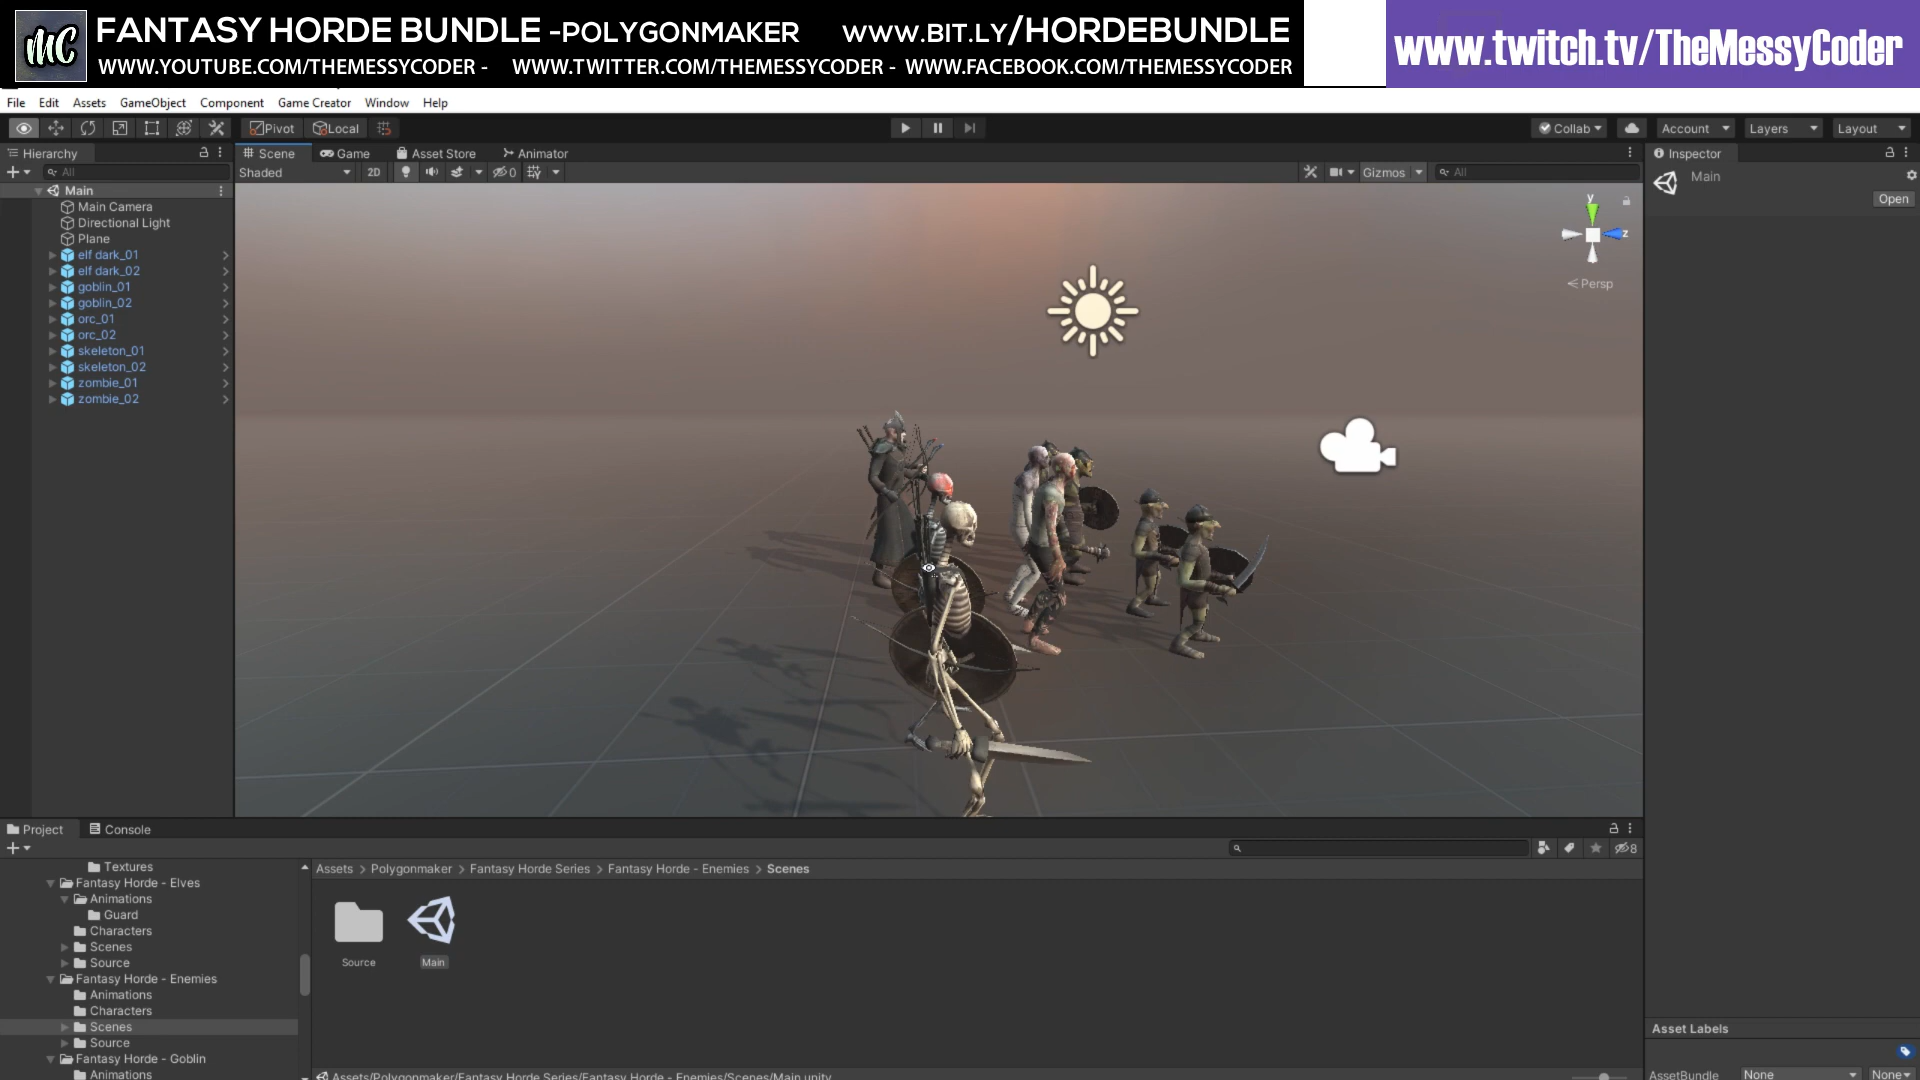 MC
FANTASY HORDE BUNDLE -POLYGONMAKER WWW.BIT.LY/HORDEBUNDLE
WWW.YOUTUBE.COM/THEMESSYCODER - WWW.TWITTER.COM/THEMESSYCODER - WWW.FACEBOOK.COM/THEMESSYCODER
www.twitch.tv/TheMessyCoder
File Edit Assets GameObject Component Game Creator Window Help
Pivot Local Collab Account Layers Layout
Hierarchy
All
Main
Main Camera
Directional Light
Plane
elf dark_01
elf dark_02
goblin_01
goblin_02
orc_01
orc_02
skeleton_01
skeleton_02
zombie_01
zombie_02
Scene Game Asset Store Animator
Shaded 2D 0 Gizmos All
y
z
Persp
Inspector
Main
Open
Project Console
8
Textures
Fantasy Horde - Elves
Animations
Guard
Characters
Scenes
Source
Fantasy Horde - Enemies
Animations
Characters
Scenes
Source
Fantasy Horde - Goblin
Animations
Assets > Polygonmaker > Fantasy Horde Series > Fantasy Horde - Enemies > Scenes
Source
Main
Assets/Polygonmaker/Fantasy Horde Series/Fantasy Horde - Enemies/Scenes/Main.unity
Asset Labels
AssetBundle None None